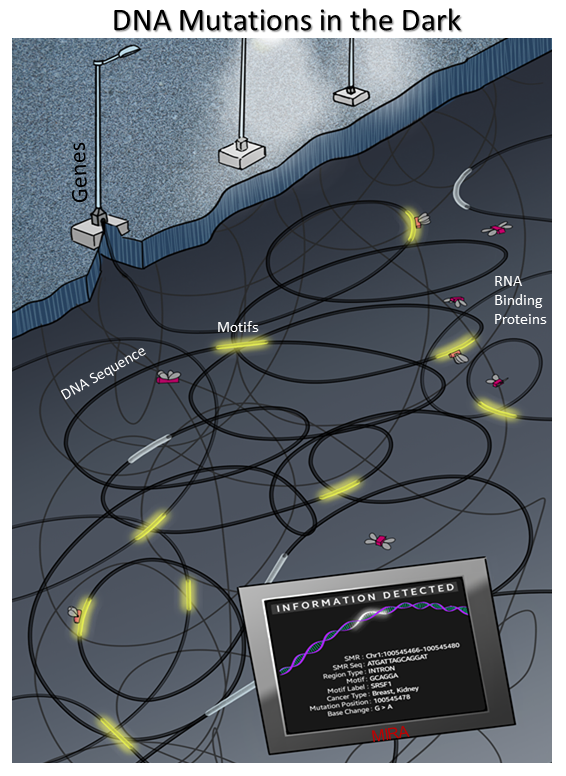 DNA Mutations in the Dark
Genes
RNA
Binding
Proteins
Motifs
DNA Sequence
INFORMATION DETECTED
SMR : Chr1:100545466-100545480
SMR Seq : ATGATTAGCAGGAT
Region Type : INTRON
Motif : GCAGGA
Motif Label : SRSF1
Cancer Type : Breast, Kidney
Mutation Position : 100545478
Base Change : G > A